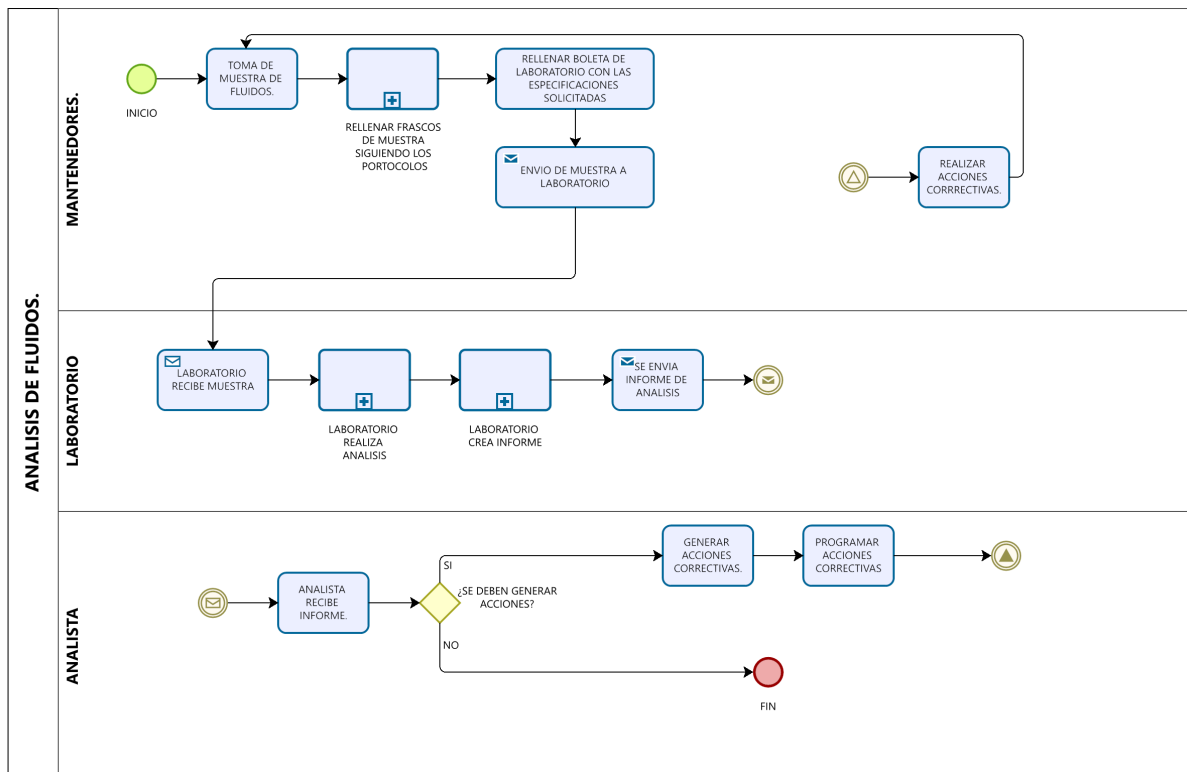 ANALISIS DE FLUIDOS.
MANTENEDORES.
INICIO
TOMA DE
MUESTRA DE
FLUIDOS.
RELLENAR FRASCOS
DE MUESTRA
SIGUIENDO LOS
PORTOCOLOS
RELLENAR BOLETA DE
LABORATORIO CON LAS
ESPECIFICACIONES
SOLICITADAS
ENVIO DE MUESTRA A
LABORATORIO
REALIZAR
ACCIONES
CORRRECTIVAS.
LABORATORIO
LABORATORIO
RECIBE MUESTRA
LABORATORIO
REALIZA
ANALISIS
LABORATORIO
CREA INFORME
SE ENVIA
INFORME DE
ANALISIS
ANALISTA
ANALISTA
RECIBE
INFORME.
¿SE DEBEN GENERAR
ACCIONES?
SI
GENERAR
ACCIONES
CORRECTIVAS.
PROGRAMAR
ACCIONES
CORRECTIVAS
NO
FIN